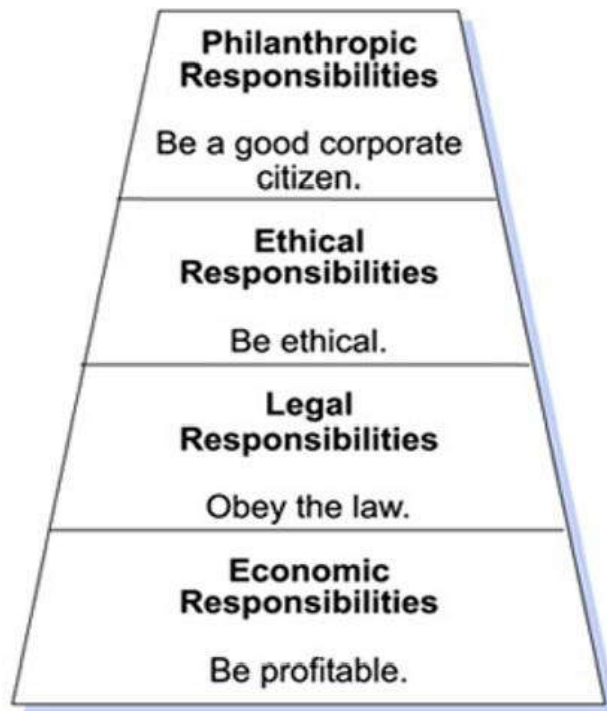 Philanthropic
Responsibilities
Be a good corporate
citizen.
Ethical
Responsibilities
Be ethical.
Legal
Responsibilities
Obey the law.
Economic
Responsibilities
Be profitable.